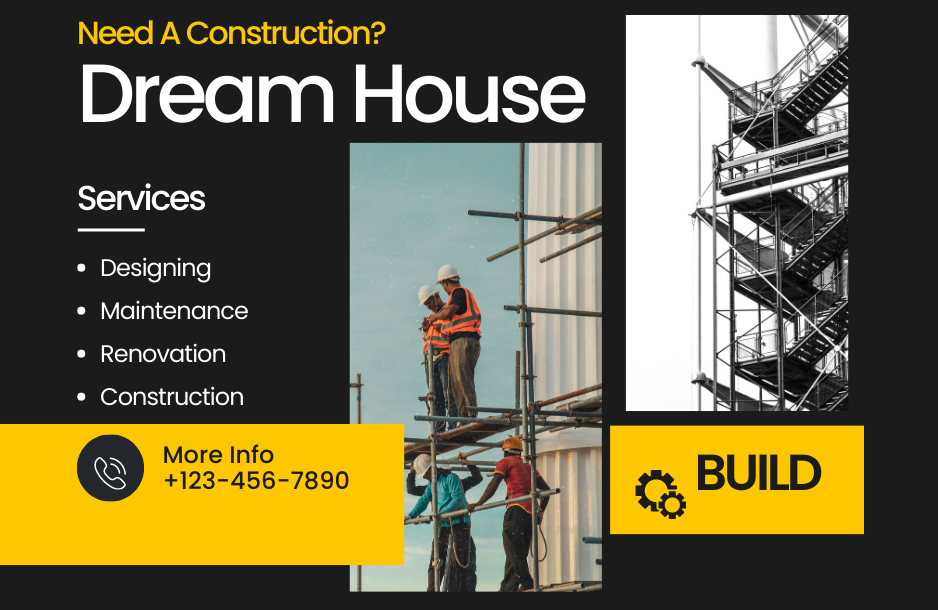 Need A Construction?
Dream House
Services
Designing
Maintenance
Renovation
Construction
More Info
+123-456-7890
BUILD